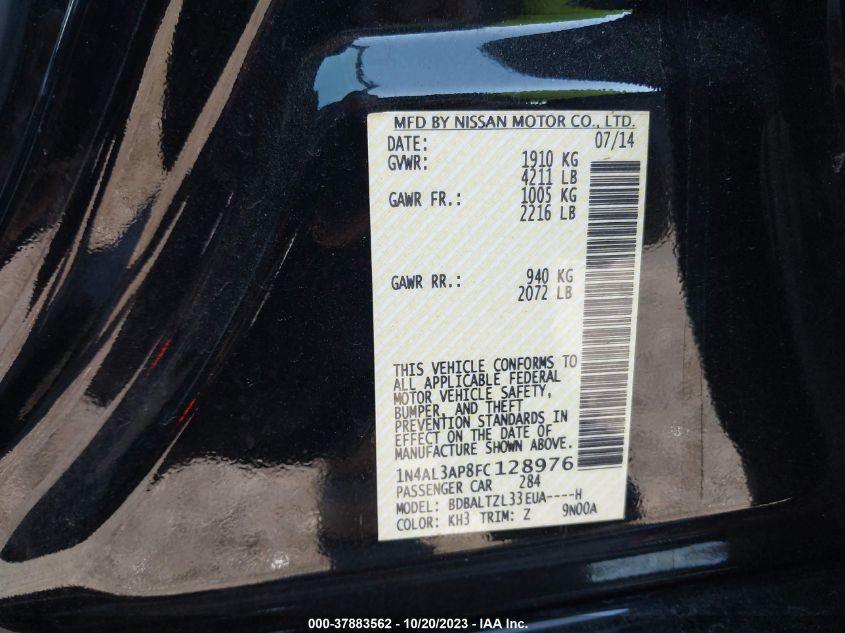 MFD BY NISSAN MOTOR CO., LTD.
DATE: 07/14
GVWR: 1910 KG
4211 LB
GAWR FR.: 1005 KG
2216 LB
GAWR RR.: 940 KG
2072 LB
THIS VEHICLE CONFORMS TO
ALL APPLICABLE FEDERAL
MOTOR VEHICLE SAFETY,
BUMPER, AND THEFT
PREVENTION STANDARDS IN
EFFECT ON THE DATE OF
MANUFACTURE SHOWN ABOVE.
1N4AL3AP8FC128976
PASSENGER CAR 284
MODEL: BDBALTZL33EUA----H
COLOR: KH3 TRIM: Z 9N00A
000-37883562 - 10/20/2023 - © IAA Inc.